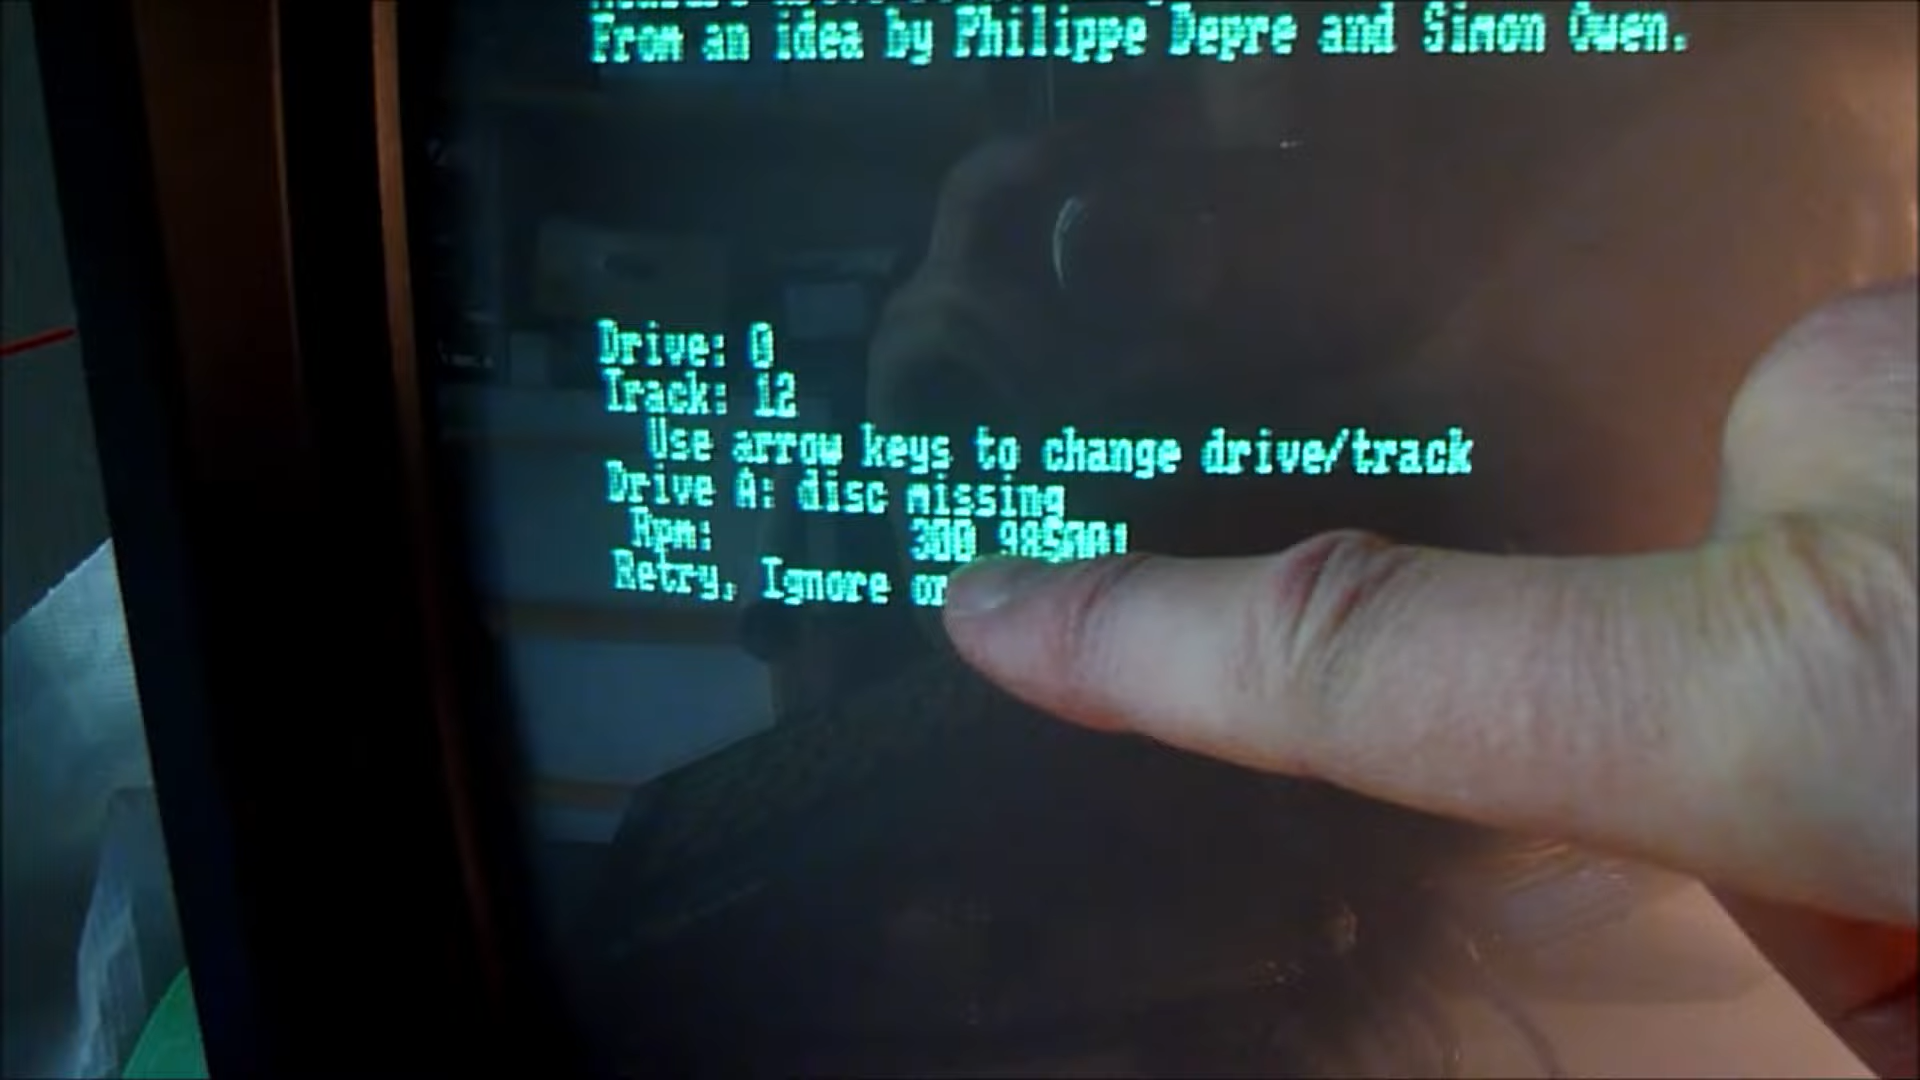 From an idea by Philippe Depre and Simon Owen.
Drive: 0
Track: 12
Use arrow keys to change drive/track
Drive A: disc missing
Rpm: 300
Retry, Ignore or